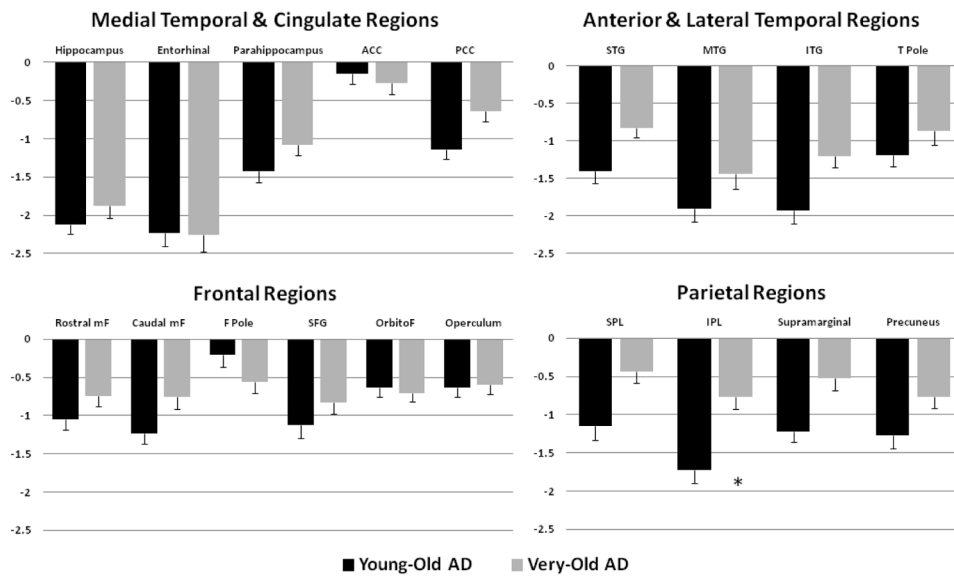 Medial Temporal & Cingulate Regions
Hippocampus Entorhinal Parahippocampus ACC PCC
0
-0.5
-1
-1.5
-2
-2.5
Anterior & Lateral Temporal Regions
STG MTG ITG T Pole
0
-0.5
-1
-1.5
-2
-2.5
Frontal Regions
Rostral mF Caudal mF F Pole SFG OrbitoF Operculum
0
-0.5
-1
-1.5
-2
-2.5
Parietal Regions
SPL IPL Supramarginal Precuneus
0
-0.5
-1
-1.5
-2
-2.5
*
Young-Old AD Very-Old AD